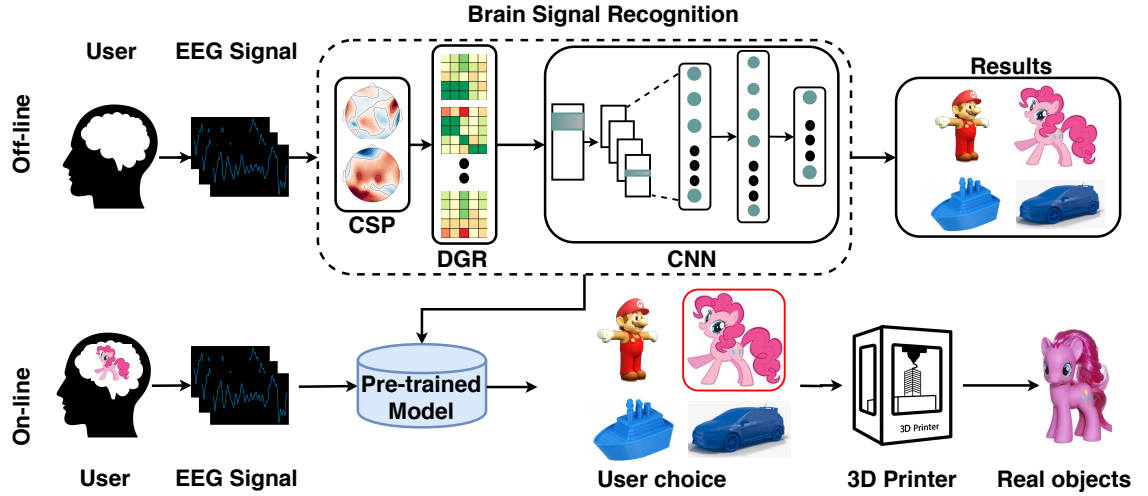 Brain Signal Recognition
User
EEG Signal
Results
Off-line
CSP
DGR
CNN
M
On-line
Pre-trained
Model
M
3D Printer
User
EEG Signal
User choice
3D Printer
Real objects